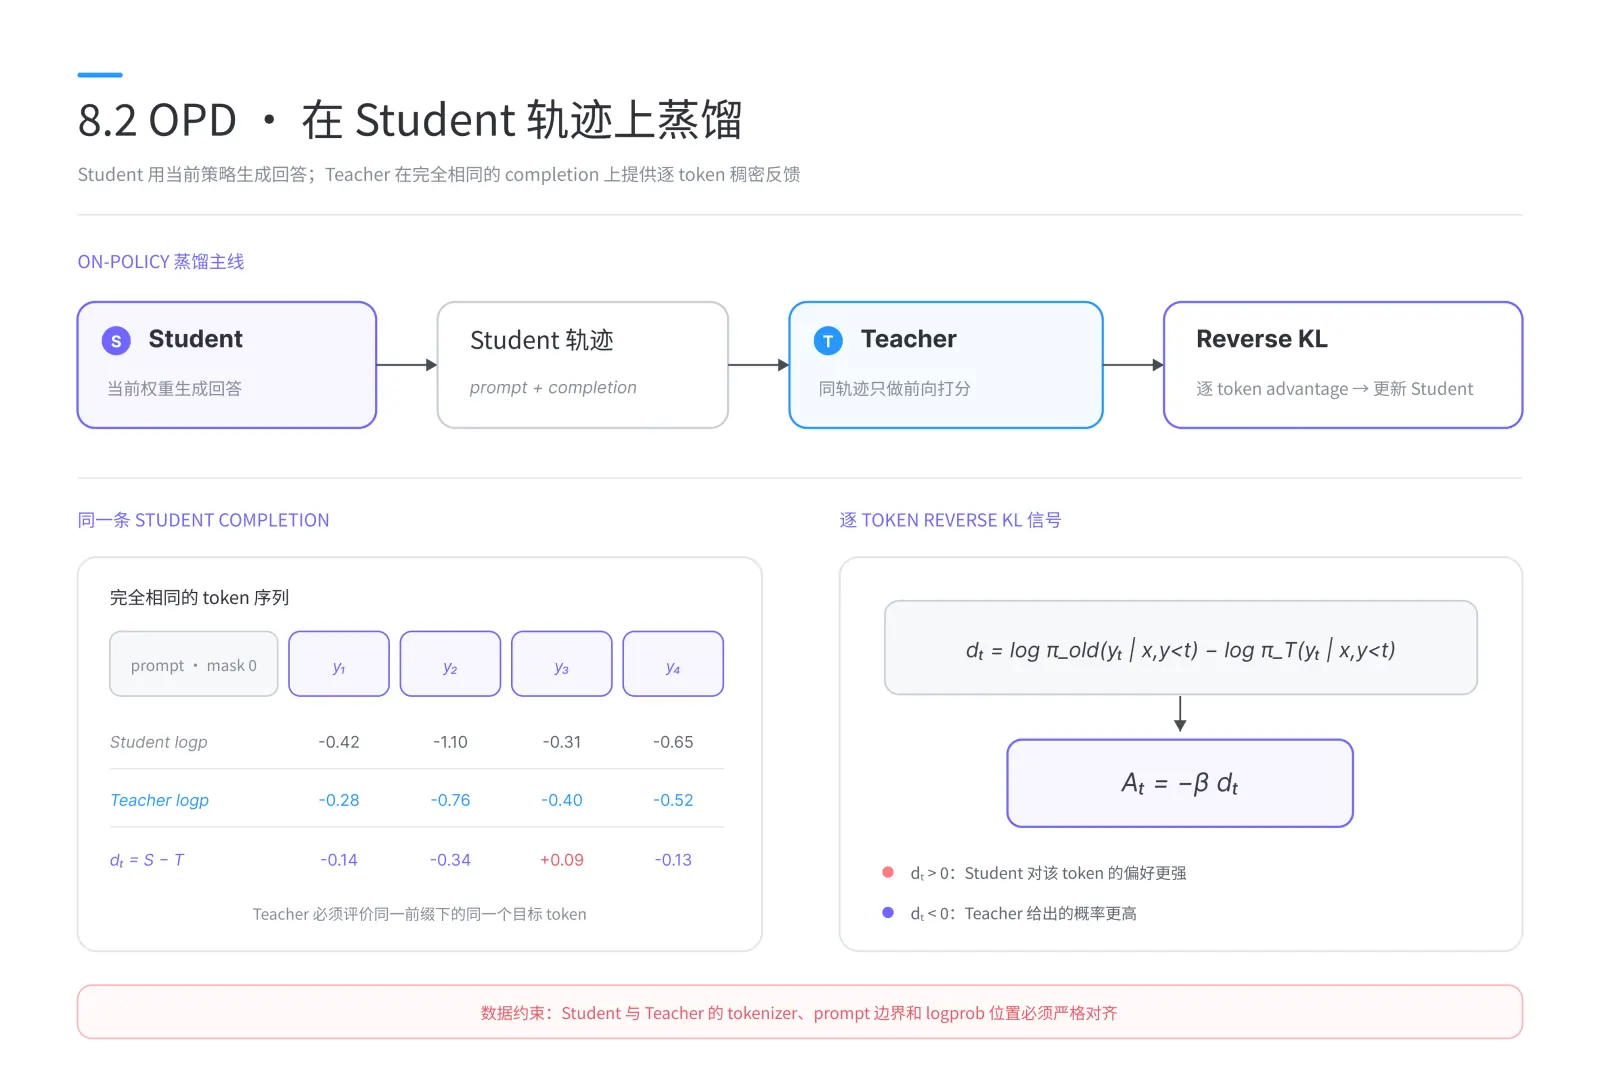 8.2 OPD · 在 Student 轨迹上蒸馏
Student 用当前策略生成回答；Teacher 在完全相同的 completion 上提供逐 token 稠密反馈
ON-POLICY 蒸馏主线
S Student
当前权重生成回答
Student 轨迹
prompt + completion
T Teacher
同轨迹只做前向打分
Reverse KL
逐 token advantage → 更新 Student
同一条 STUDENT COMPLETION
完全相同的 token 序列
prompt · mask 0 y₁ y₂ y₃ y₄
Student logp -0.42 -1.10 -0.31 -0.65
Teacher logp -0.28 -0.76 -0.40 -0.52
dₜ = S − T -0.14 -0.34 +0.09 -0.13
Teacher 必须评价同一前缀下的同一个目标 token
逐 TOKEN REVERSE KL 信号
dₜ = log π_old(yₜ | x,y<t) − log π_T(yₜ | x,y<t)
Aₜ = −β dₜ
dₜ > 0：Student 对该 token 的偏好更强
dₜ < 0：Teacher 给出的概率更高
数据约束：Student 与 Teacher 的 tokenizer、prompt 边界和 logprob 位置必须严格对齐